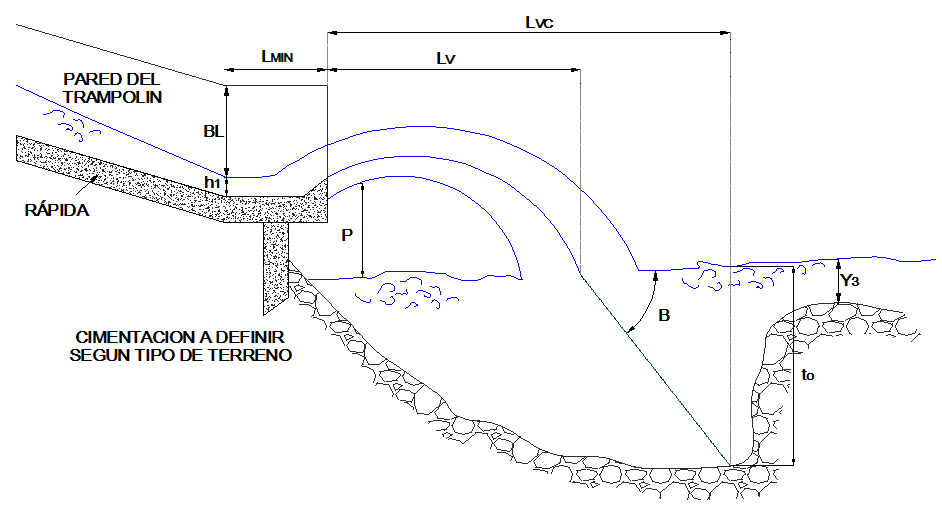 LVC
LMIN
LV
PARED DEL
TRAMPOLIN
BL
h1
RÁPIDA
P
Y3
B
to
CIMENTACION A DEFINIR
SEGUN TIPO DE TERRENO